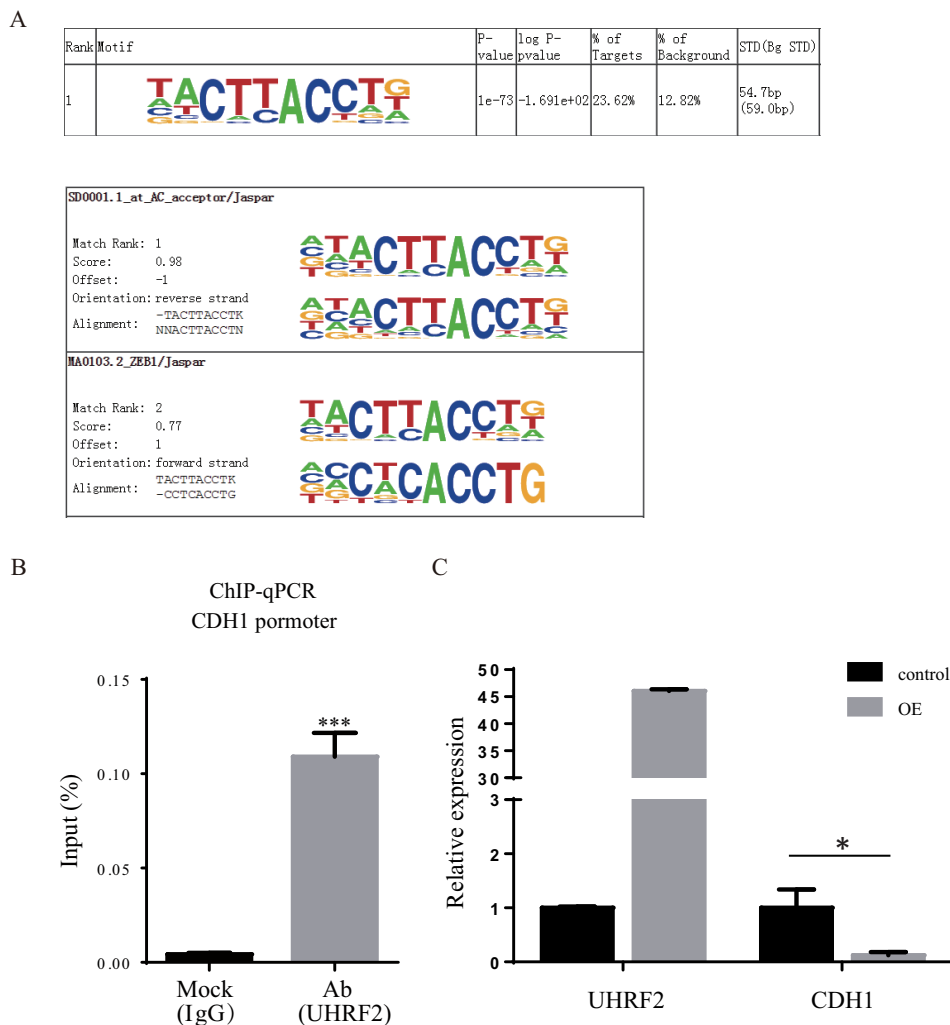 A
Rank Motif P-value log P-pvalue % of Targets % of Background STD(Bg STD)
1 TACTTACCTG 1e-73 -1.691e+02 23.62% 12.82% 54.7bp (59.0bp)
SD0001.1_at_AC_acceptor/Jaspar
Match Rank: 1
Score: 0.98
Offset: -1
Orientation: reverse strand
Alignment: -TACTTACCTK
NNACTTACCTN
MA0103.2_ZEB1/Jaspar
Match Rank: 2
Score: 0.77
Offset: 1
Orientation: forward strand
Alignment: TACTTACCTK
-CCTCACCTG
B
ChIP-qPCR
CDH1 pormoter
0.15
0.10
0.05
0.00
Input (%)
***
Mock
(IgG)
Ab
(UHRF2)
C
50
45
40
35
30
3
2
1
0
Relative expression
control
OE
*
UHRF2
CDH1